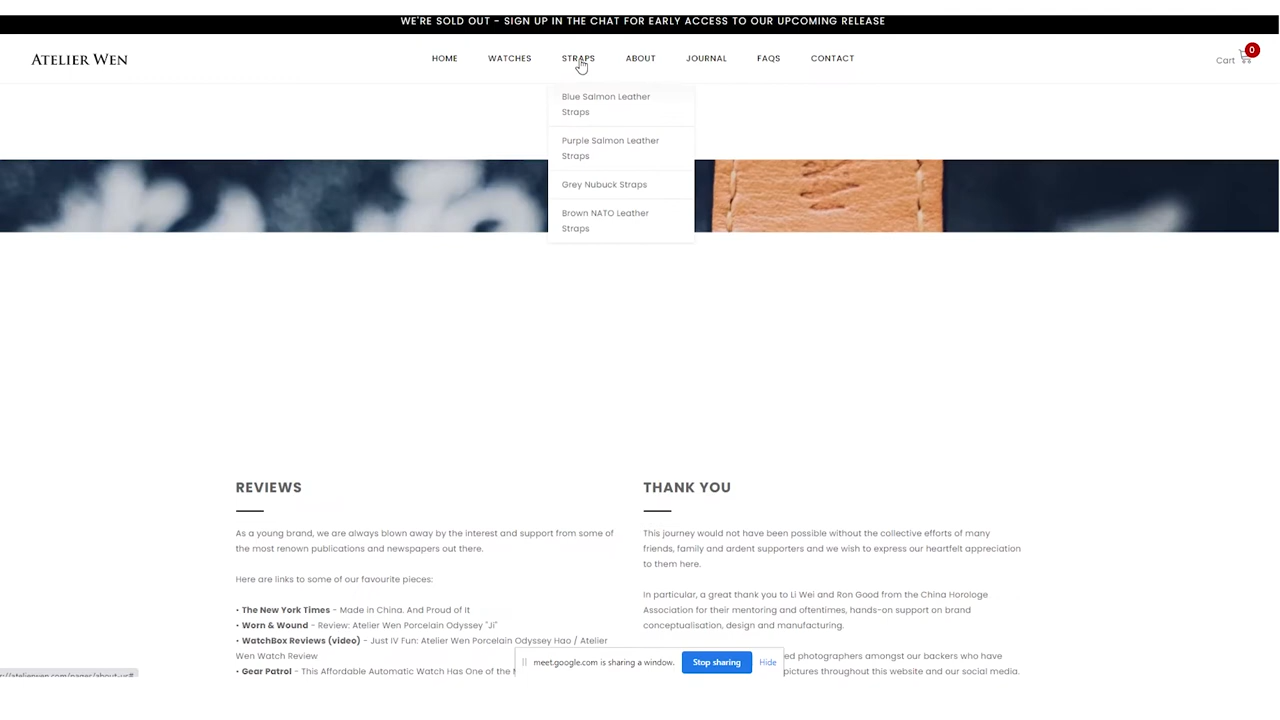 WE'RE SOLD OUT - SIGN UP IN THE CHAT FOR EARLY ACCESS TO OUR UPCOMING RELEASE
ATELIER WEN
HOME WATCHES STRAPS ABOUT JOURNAL FAQS CONTACT
Cart 0
Blue Salmon Leather
Straps
Purple Salmon Leather
Straps
Grey Nubuck Straps
Brown NATO Leather
Straps
REVIEWS
As a young brand, we are always blown away by the interest and support from some of
the most renown publications and newspapers out there.
Here are links to some of our favourite pieces:
• The New York Times - Made in China. And Proud of It
• Worn & Wound - Review: Atelier Wen Porcelain Odyssey "Ji"
• WatchBox Reviews (video) - Just IV Fun: Atelier Wen Porcelain Odyssey Hao / Atelier
Wen Watch Review
• Gear Patrol - This Affordable Automatic Watch Has One of the
THANK YOU
This journey would not have been possible without the collective efforts of many
friends, family and ardent supporters and we wish to express our heartfelt appreciation
to them here.
In particular, a great thank you to Li Wei and Ron Good from the China Horologe
Association for their mentoring and oftentimes, hands-on support on brand
conceptualisation, design and manufacturing.
photographers amongst our backers who have
pictures throughout this website and our social media.
meet.google.com is sharing a window.
Stop sharing
Hide
://atelierwen.com/pages/about-us#